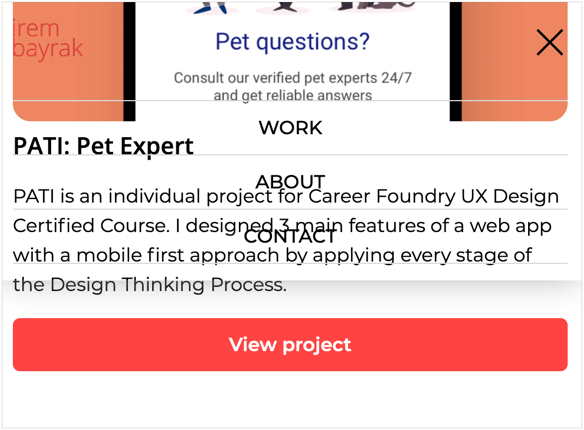 irem
bayrak
Pet questions?
Consult our verified pet experts 24/7
and get reliable answers
WORK
PATI: Pet Expert
ABOUT
PATI is an individual project for Career Foundry UX Design
Certified Course. I designed 3 main features of a web app
CONTACT
with a mobile first approach by applying every stage of
the Design Thinking Process.
View project